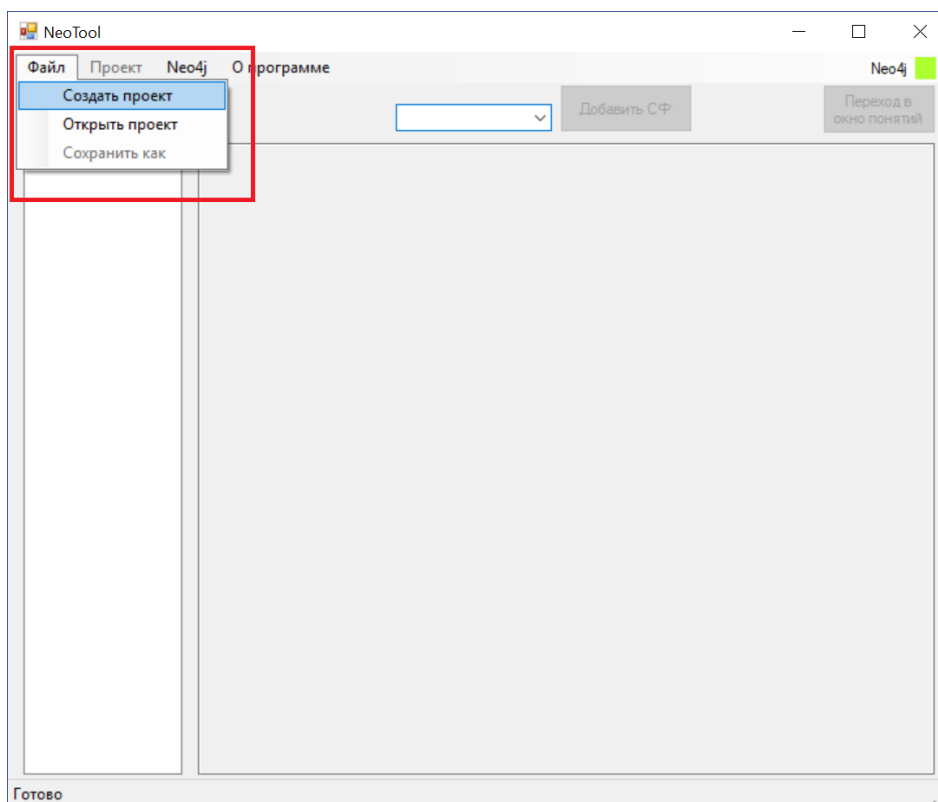 NeoTool
Файл Проект Neo4j О программе Neo4j
Создать проект
Открыть проект
Сохранить как
Добавить СФ
Переход в
окно понятий
Готово